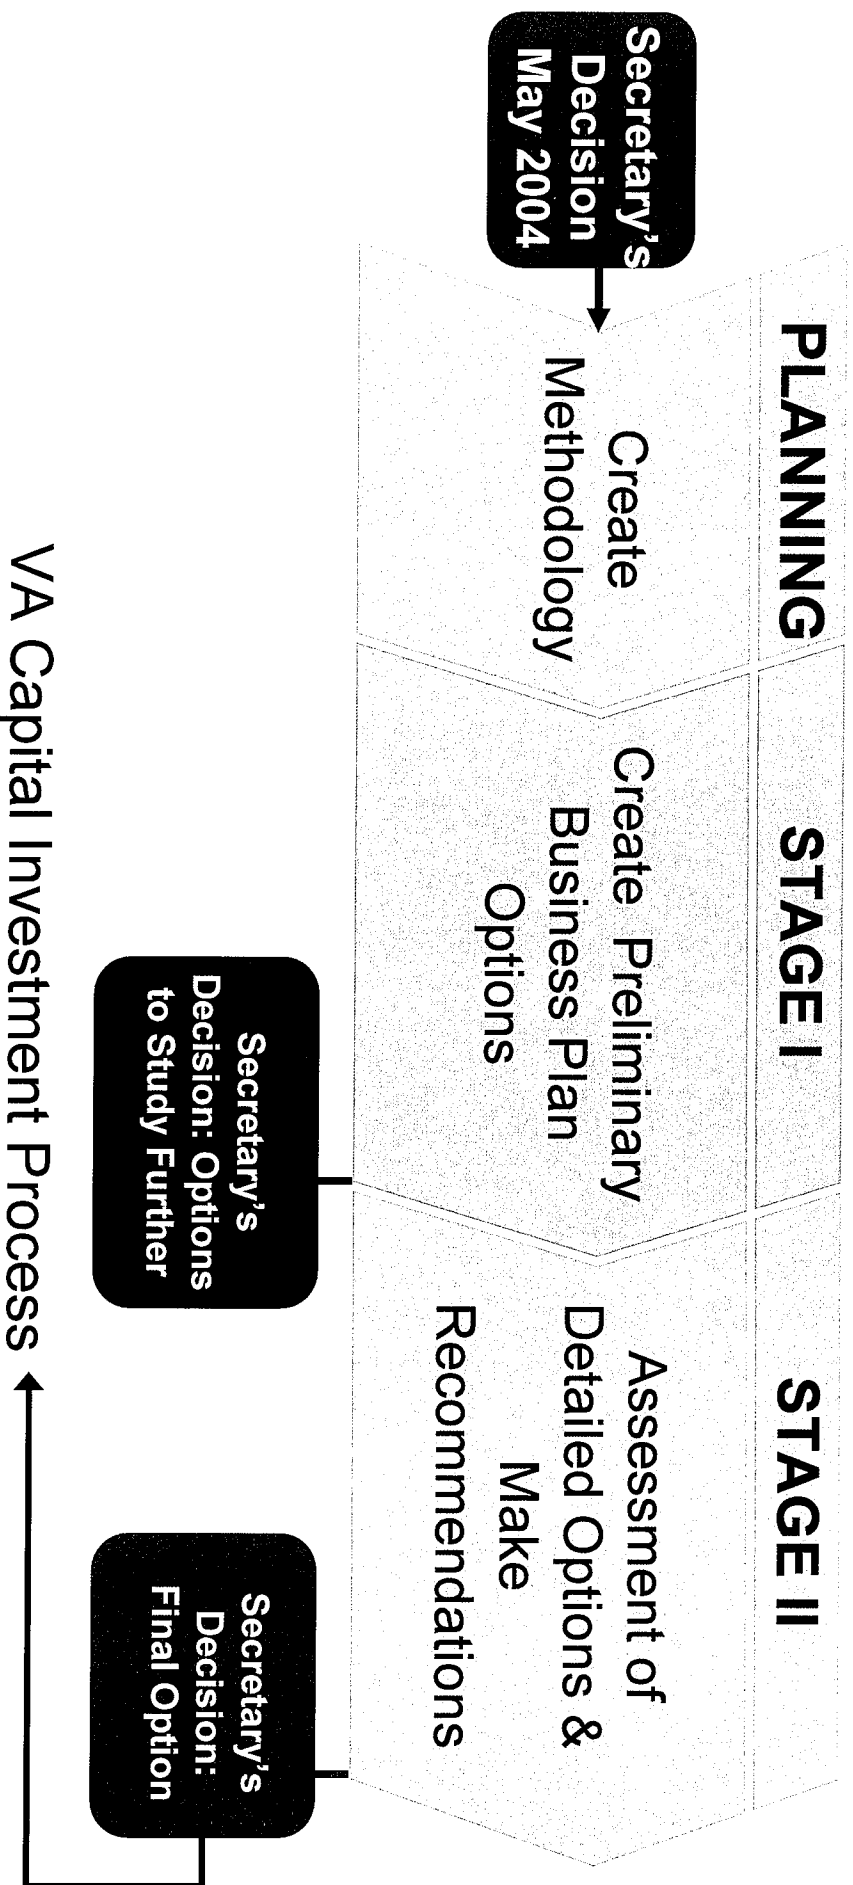 PLANNING
STAGE I
STAGE II
Secretary's
Decision
May 2004
Create
Methodology
Create Preliminary
Business Plan
Options
Assessment of
Detailed Options &
Make
Recommendations
Secretary's
Decision: Options
to Study Further
Secretary's
Decision:
Final Option
VA Capital Investment Process